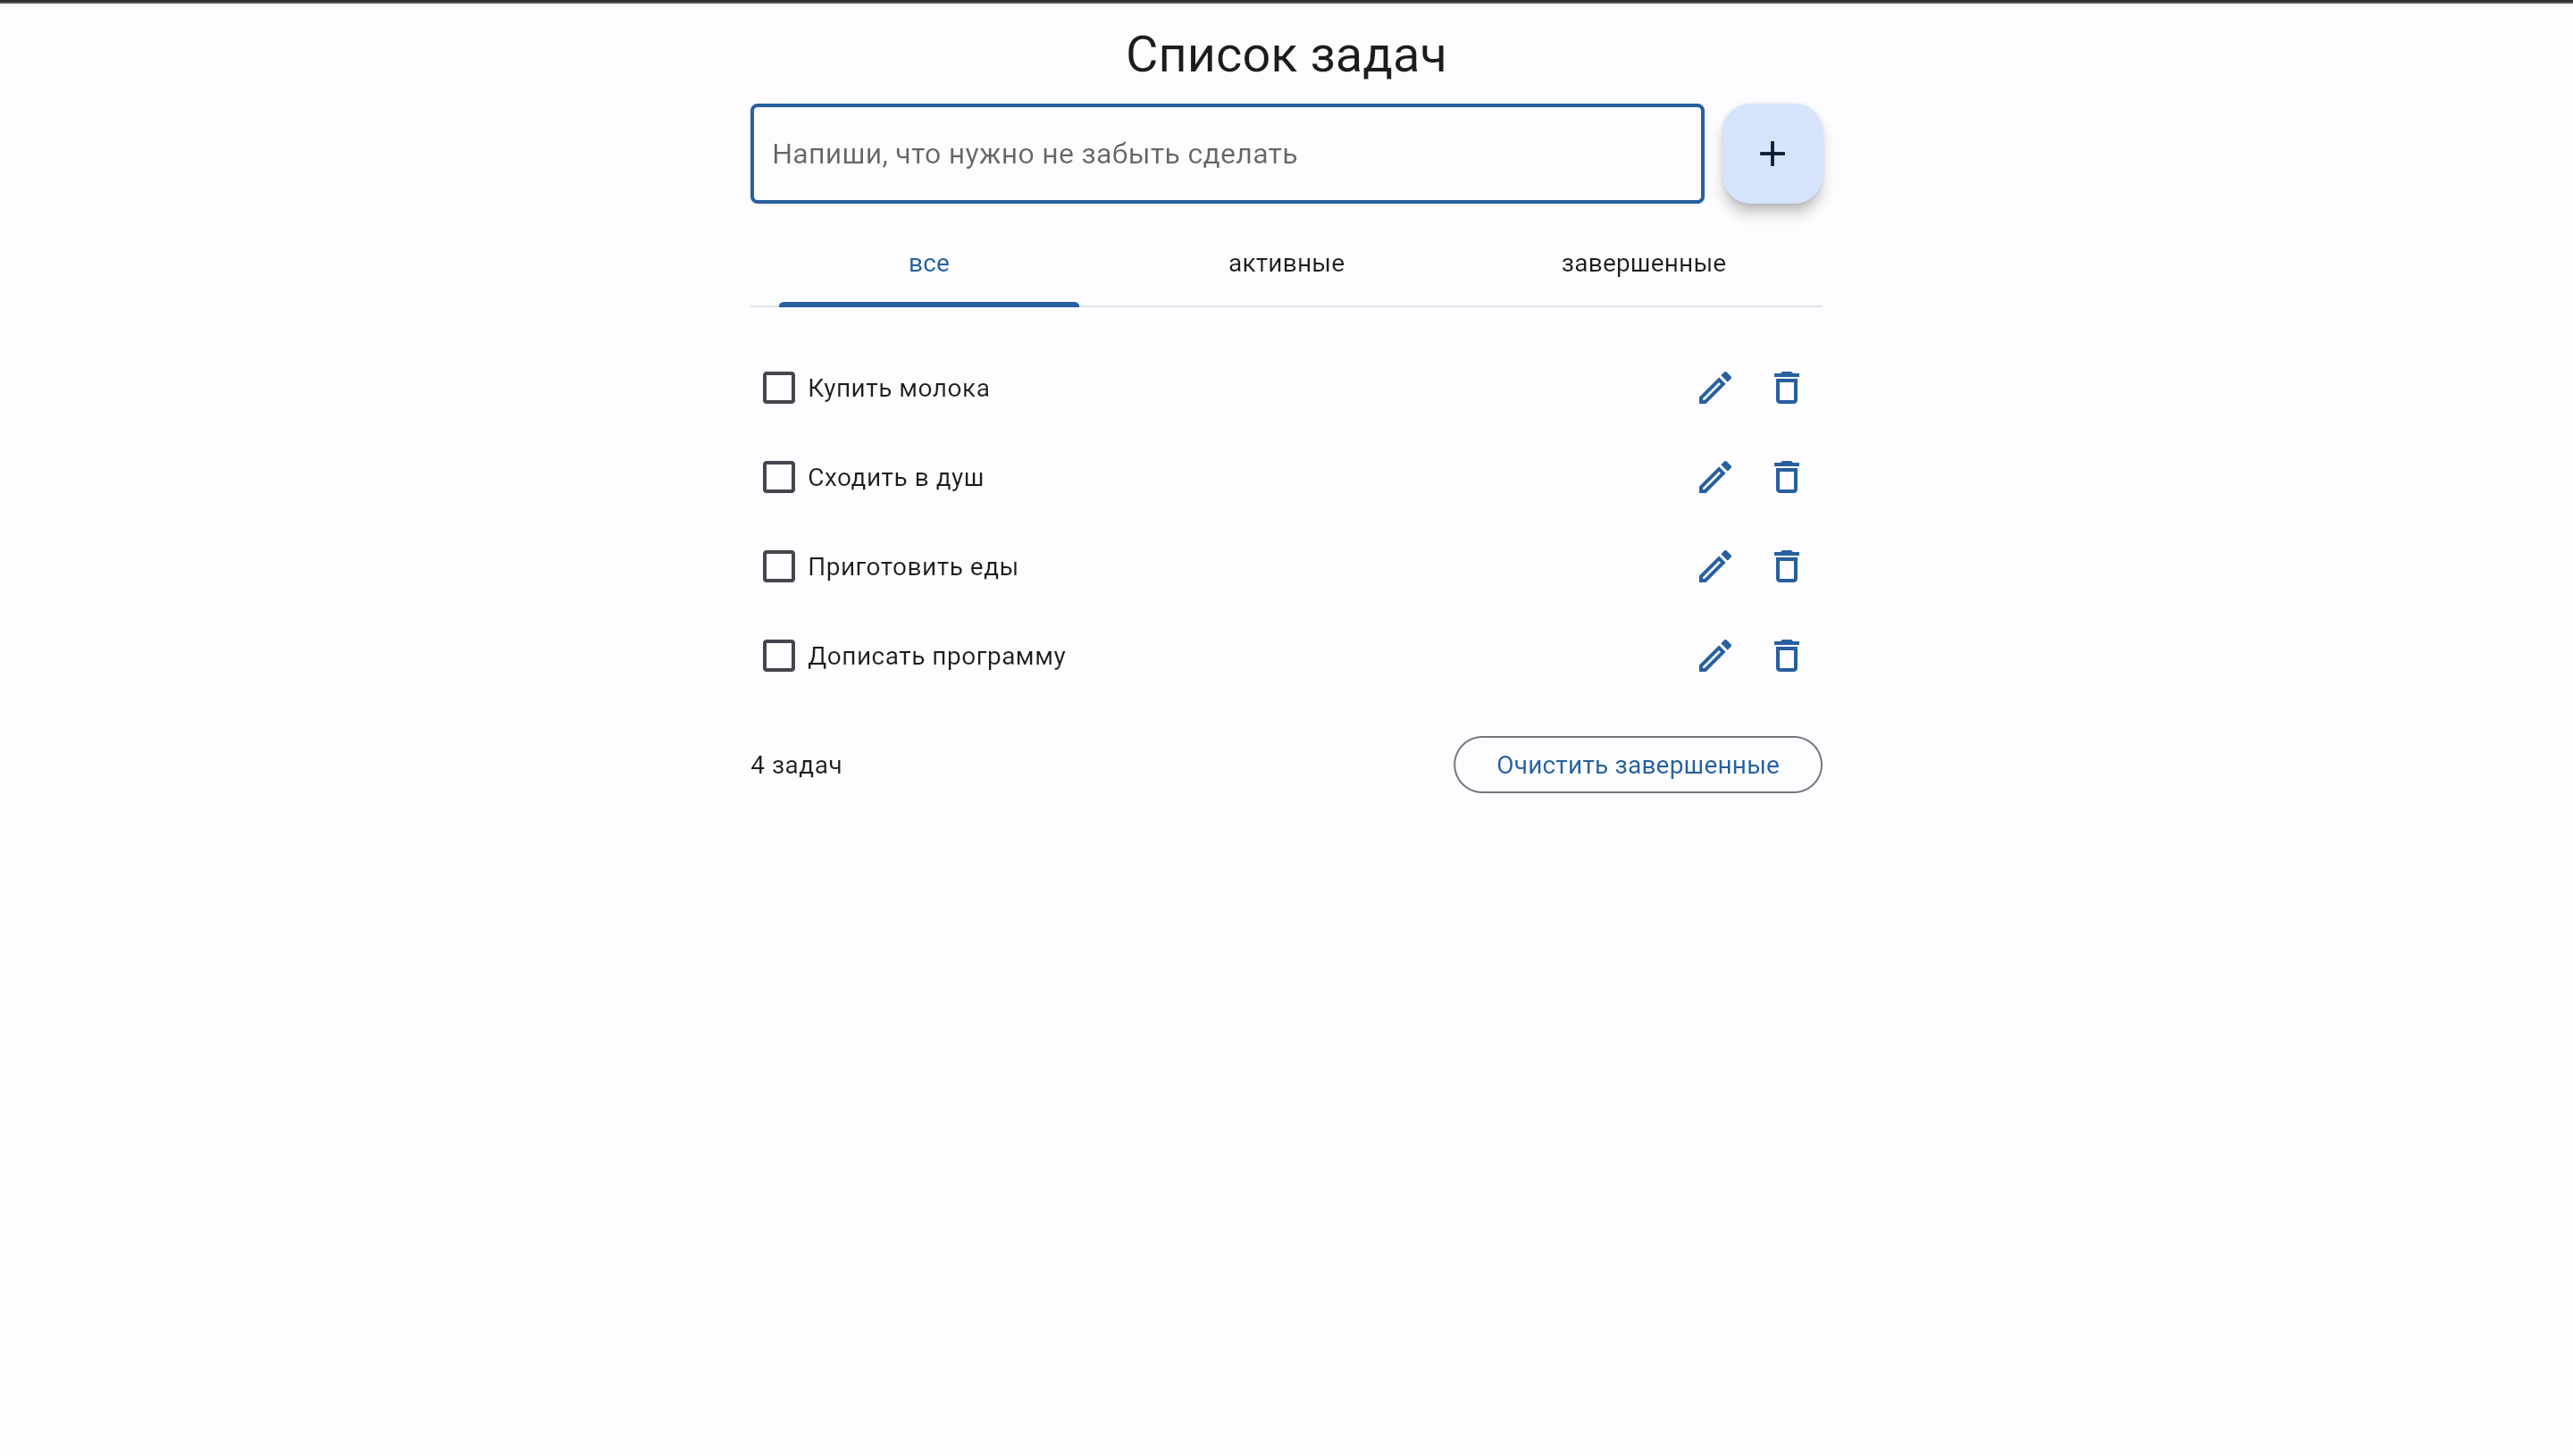 Список задач
Напиши, что нужно не забыть сделать
все активные завершенные
Купить молока
Сходить в душ
Приготовить еды
Дописать программу
4 задач Очистить завершенные